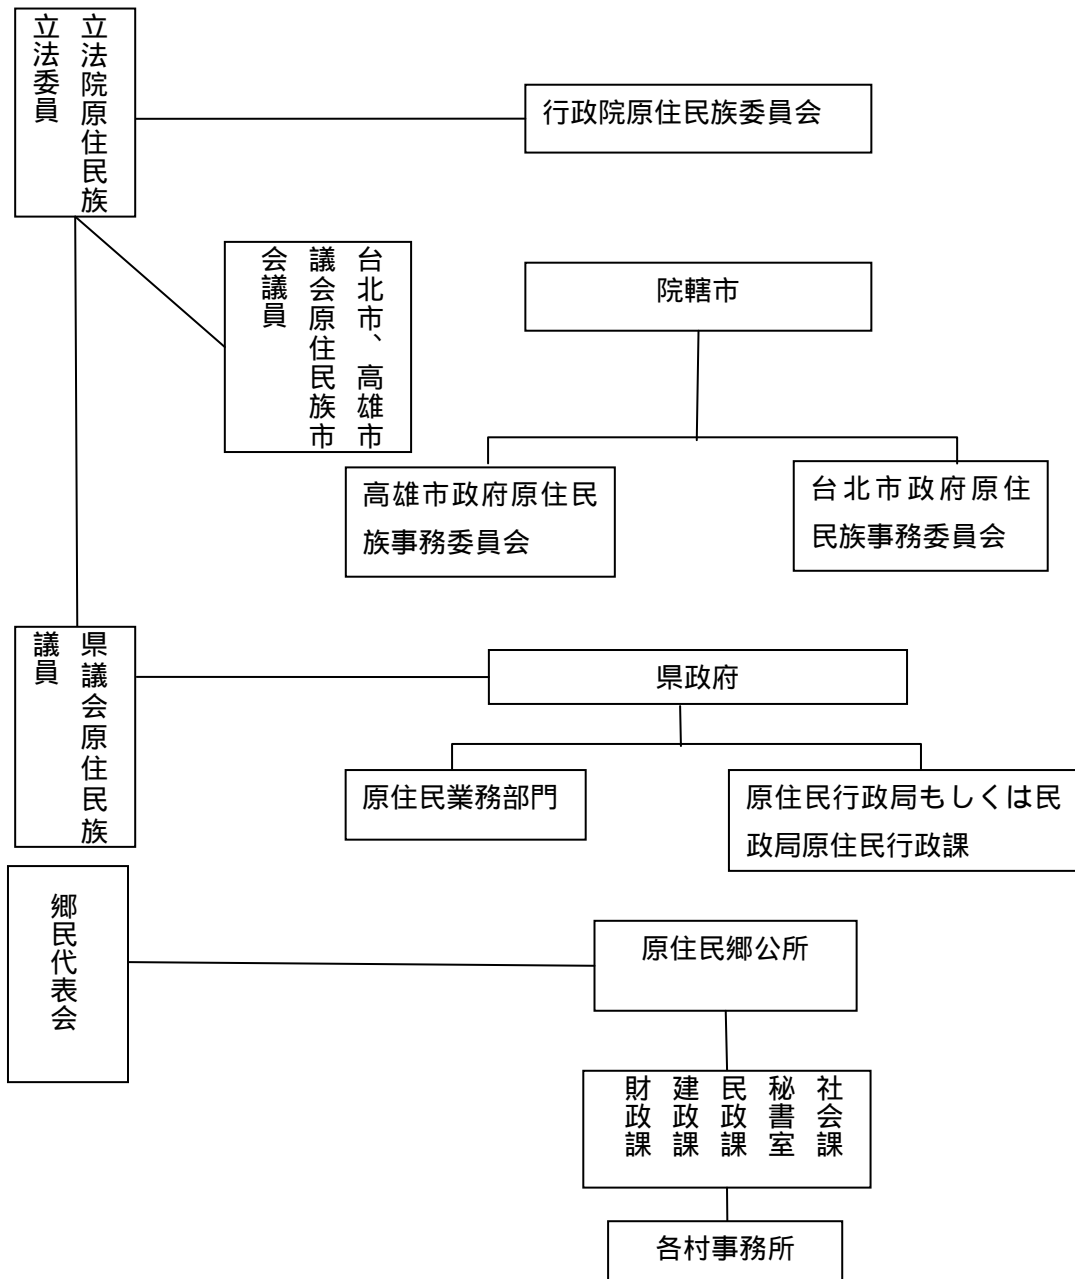 立法院原住民族
立法委員
行政院原住民族委員会
台北市、高雄市
議会原住民族市
会議員
院轄市
高雄市政府原住民
族事務委員会
台北市政府原住
民族事務委員会
県議会原住民族
議員
県政府
原住民業務部門
原住民行政局もしくは民
政局原住民行政課
郷民代表会
原住民郷公所
社会課
秘書室
民政課
建政課
財政課
各村事務所